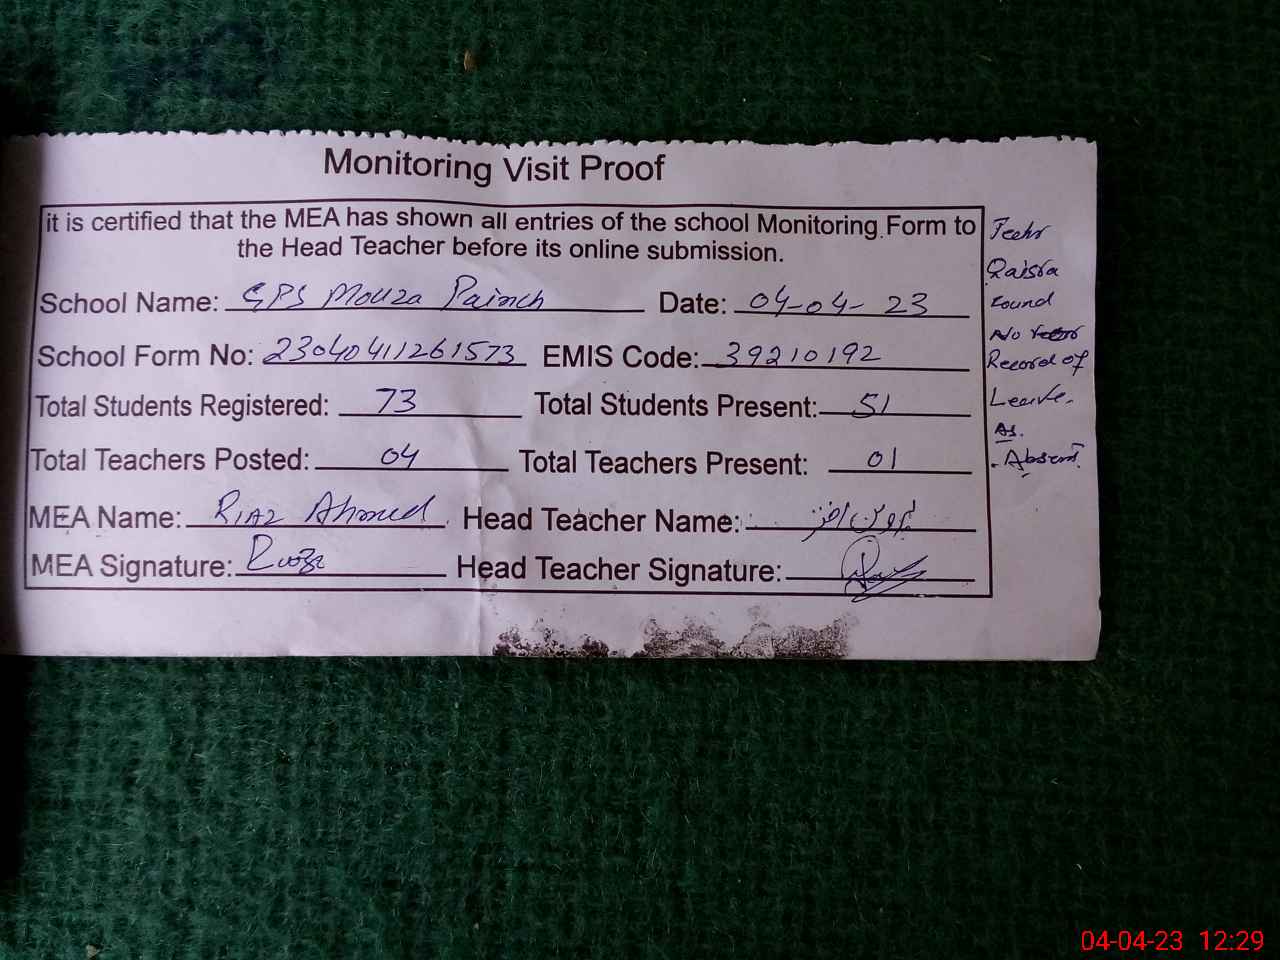 Monitoring Visit Proof
it is certified that the MEA has shown all entries of the school Monitoring Form to
the Head Teacher before its online submission.
School Name: GPS Mouza Painch Date: 04-04-23
School Form No: 23040411261573 EMIS Code: 39210192
Total Students Registered: 73 Total Students Present: 51
Total Teachers Posted: 04 Total Teachers Present: 01
MEA Name: Riaz Ahmed Head Teacher Name:
MEA Signature: Head Teacher Signature:
Qaisra
Found
No
Record of
Leave.
As.
Absent.
04-04-23 12:29